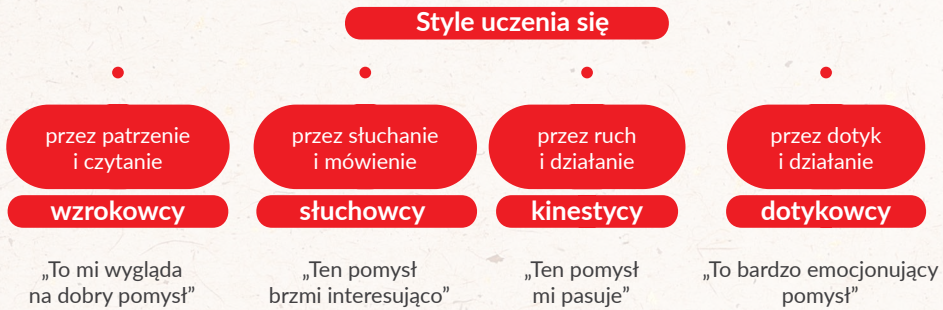 Style uczenia się
przez patrzenie
i czytanie
wzrokowcy
„To mi wygląda
na dobry pomysł”
przez słuchanie
i mówienie
słuchowcy
„Ten pomysł
brzmi interesująco”
przez ruch
i działanie
kinestycy
„Ten pomysł
mi pasuje”
przez dotyk
i działanie
dotykowcy
„To bardzo emocjonujący
pomysł”